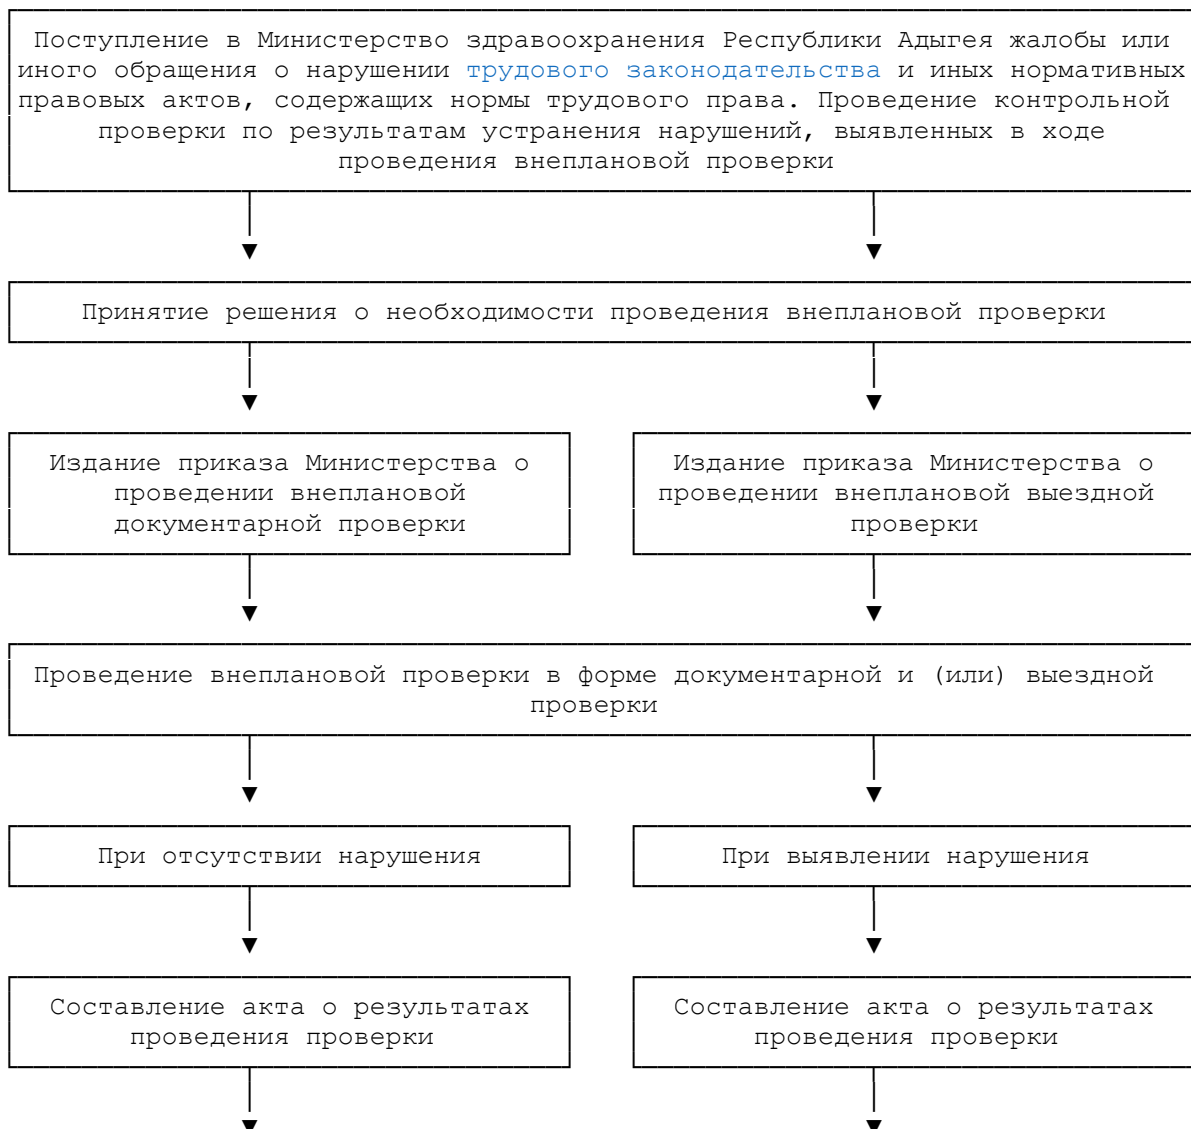 Поступление в Министерство здравоохранения Республики Адыгея жалобы или
иного обращения о нарушении трудового законодательства и иных нормативных
правовых актов, содержащих нормы трудового права. Проведение контрольной
проверки по результатам устранения нарушений, выявленных в ходе
проведения внеплановой проверки
Принятие решения о необходимости проведения внеплановой проверки
Издание приказа Министерства о
проведении внеплановой
документарной проверки
Издание приказа Министерства о
проведении внеплановой выездной
проверки
Проведение внеплановой проверки в форме документарной и (или) выездной
проверки
При отсутствии нарушения
При выявлении нарушения
Составление акта о результатах
проведения проверки
Составление акта о результатах
проведения проверки